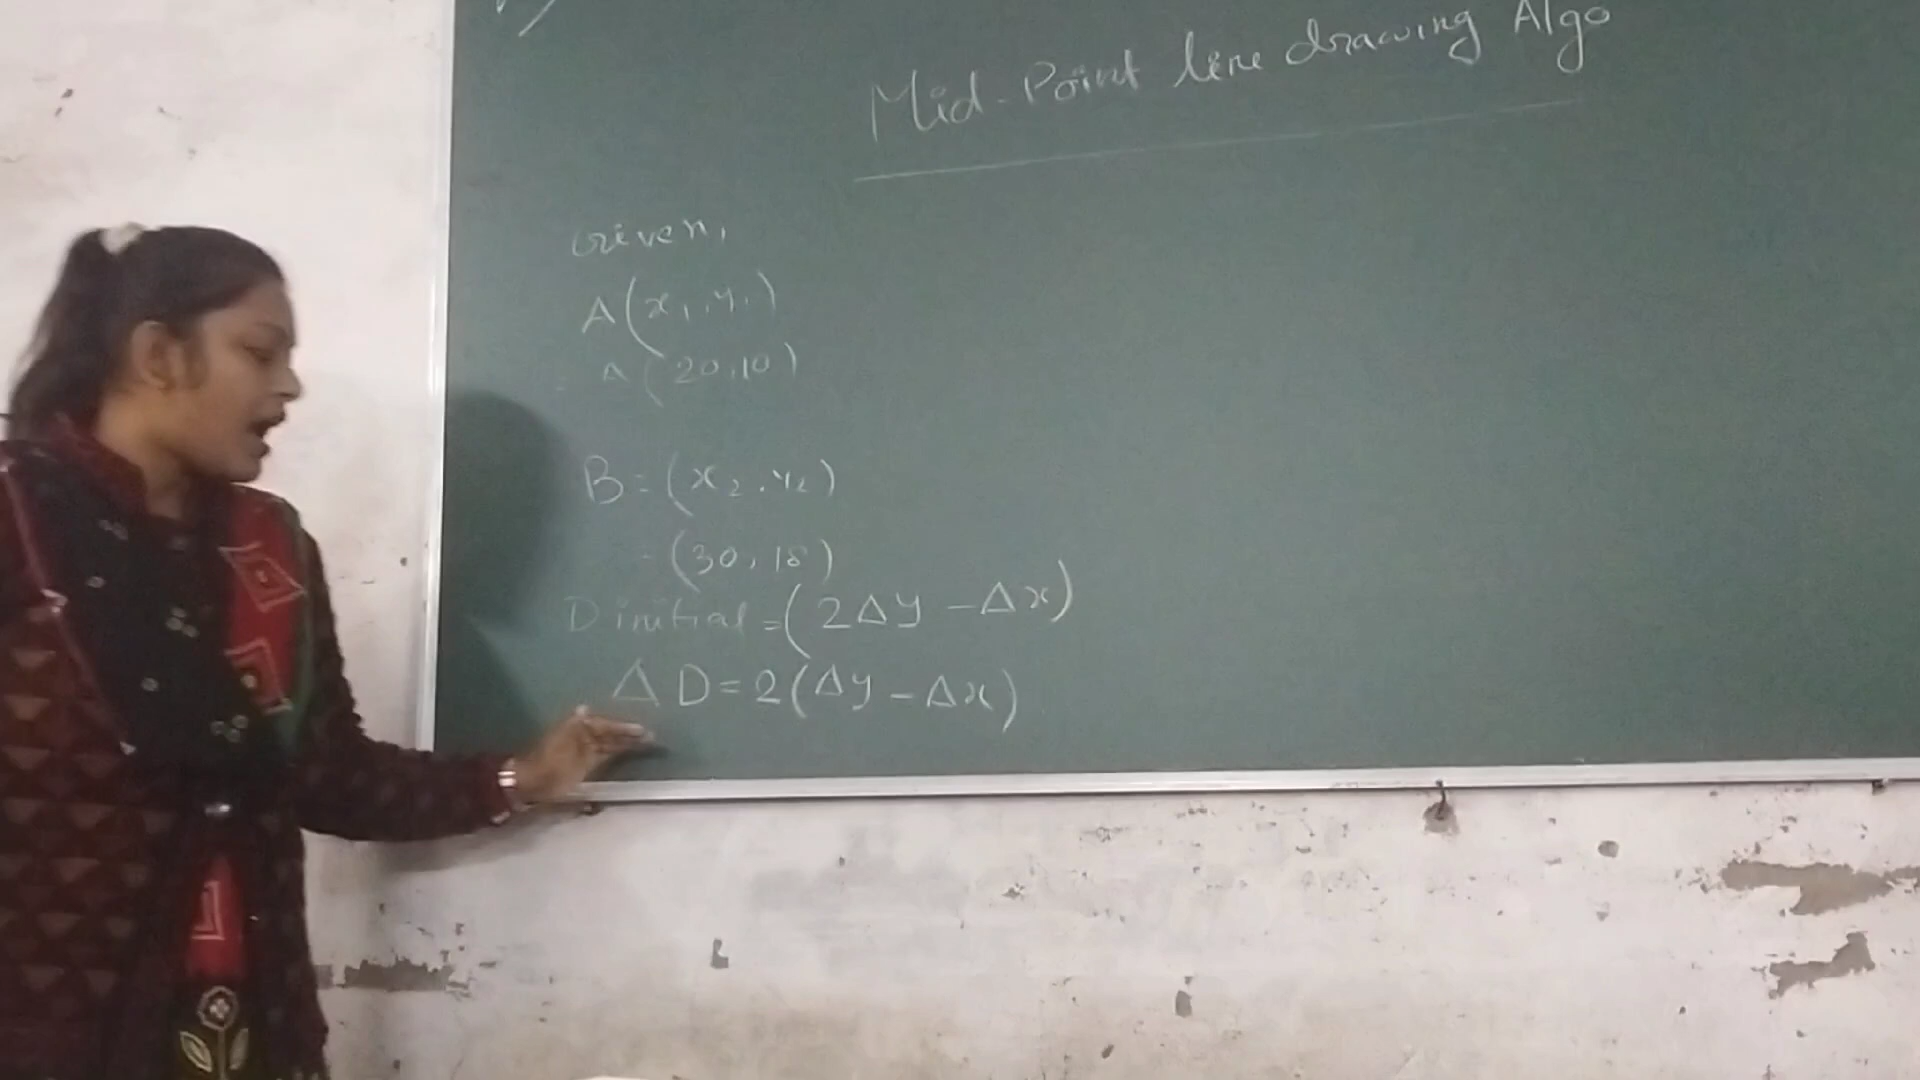 Mid-Point line drawing Algo
Given,
A(x₁,y₁)
A(20,10)
B=(x₂,y₂)
=(30,18)
D initial=(2Δy -Δx)
ΔD=2(Δy-Δx)